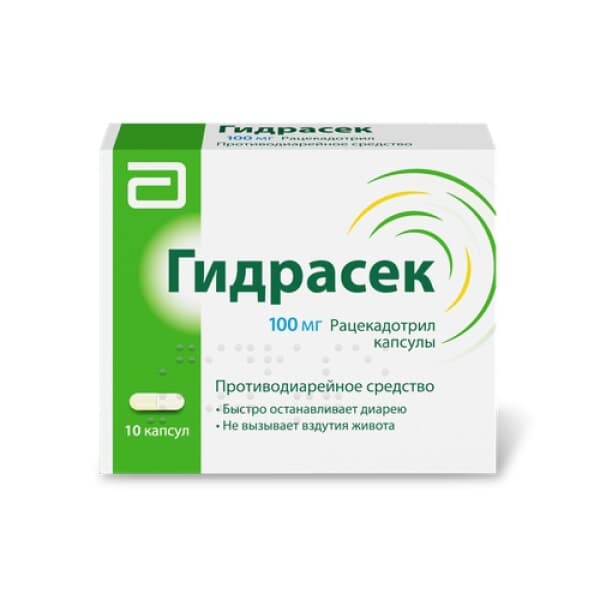 Гидрасек
100 мг Рацекадотрил
Противодиарейное средство
Гидрасек
100 мг Рацекадотрил
капсулы
Противодиарейное средство
• Быстро останавливает диарею
• Не вызывает вздутия живота
10 капсул